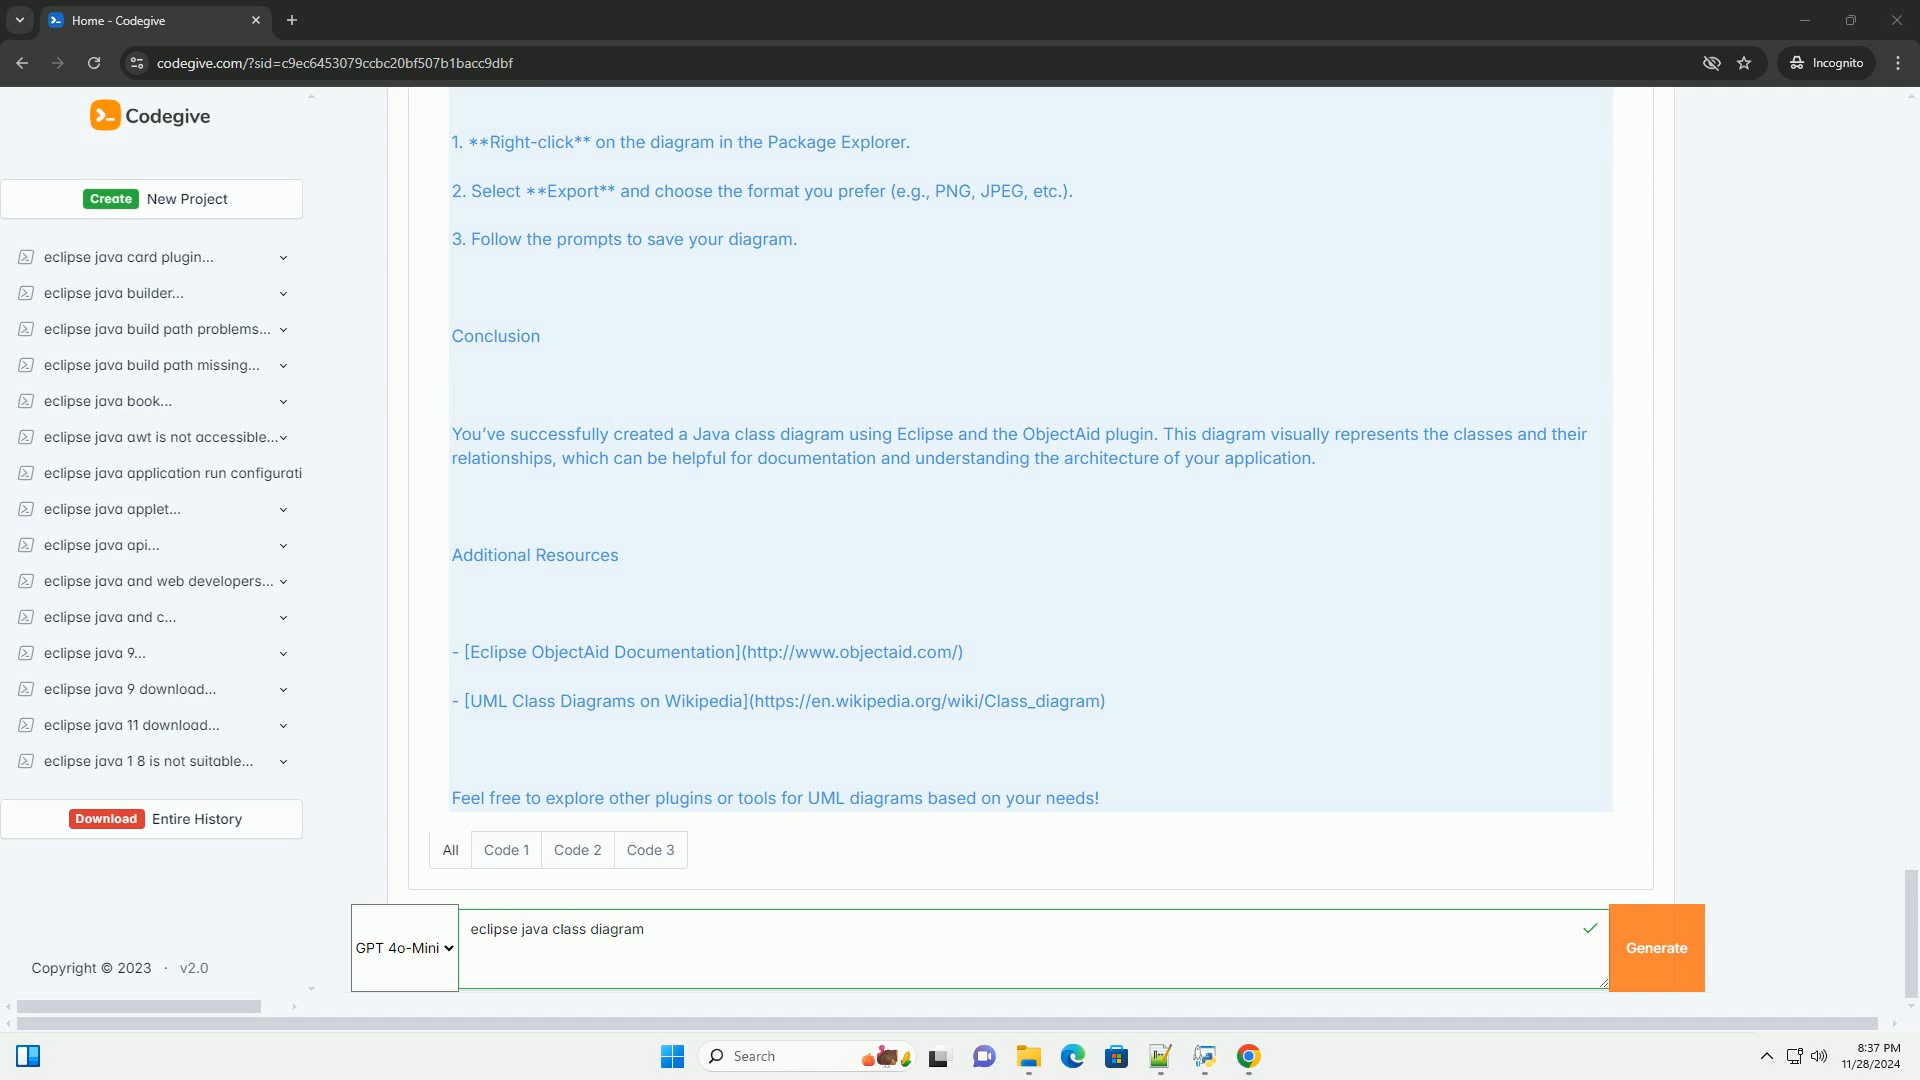 Home - Codegive
codegive.com/?sid=c9ec6453079ccbc20bf507b1bacc9dbf
Incognito
Codegive
Create New Project
eclipse java card plugin...
eclipse java builder...
eclipse java build path problems...
eclipse java build path missing...
eclipse java book...
eclipse java awt is not accessible...
eclipse java application run configurati
eclipse java applet...
eclipse java api...
eclipse java and web developers...
eclipse java and c...
eclipse java 9...
eclipse java 9 download...
eclipse java 11 download...
eclipse java 1 8 is not suitable...
Download Entire History
Copyright © 2023 · v2.0
1. **Right-click** on the diagram in the Package Explorer.
2. Select **Export** and choose the format you prefer (e.g., PNG, JPEG, etc.).
3. Follow the prompts to save your diagram.
Conclusion
You’ve successfully created a Java class diagram using Eclipse and the ObjectAid plugin. This diagram visually represents the classes and their
relationships, which can be helpful for documentation and understanding the architecture of your application.
Additional Resources
- [Eclipse ObjectAid Documentation](http://www.objectaid.com/)
- [UML Class Diagrams on Wikipedia](https://en.wikipedia.org/wiki/Class_diagram)
Feel free to explore other plugins or tools for UML diagrams based on your needs!
All Code 1 Code 2 Code 3
GPT 4o-Mini
eclipse java class diagram
Generate
Search
8:37 PM
11/28/2024